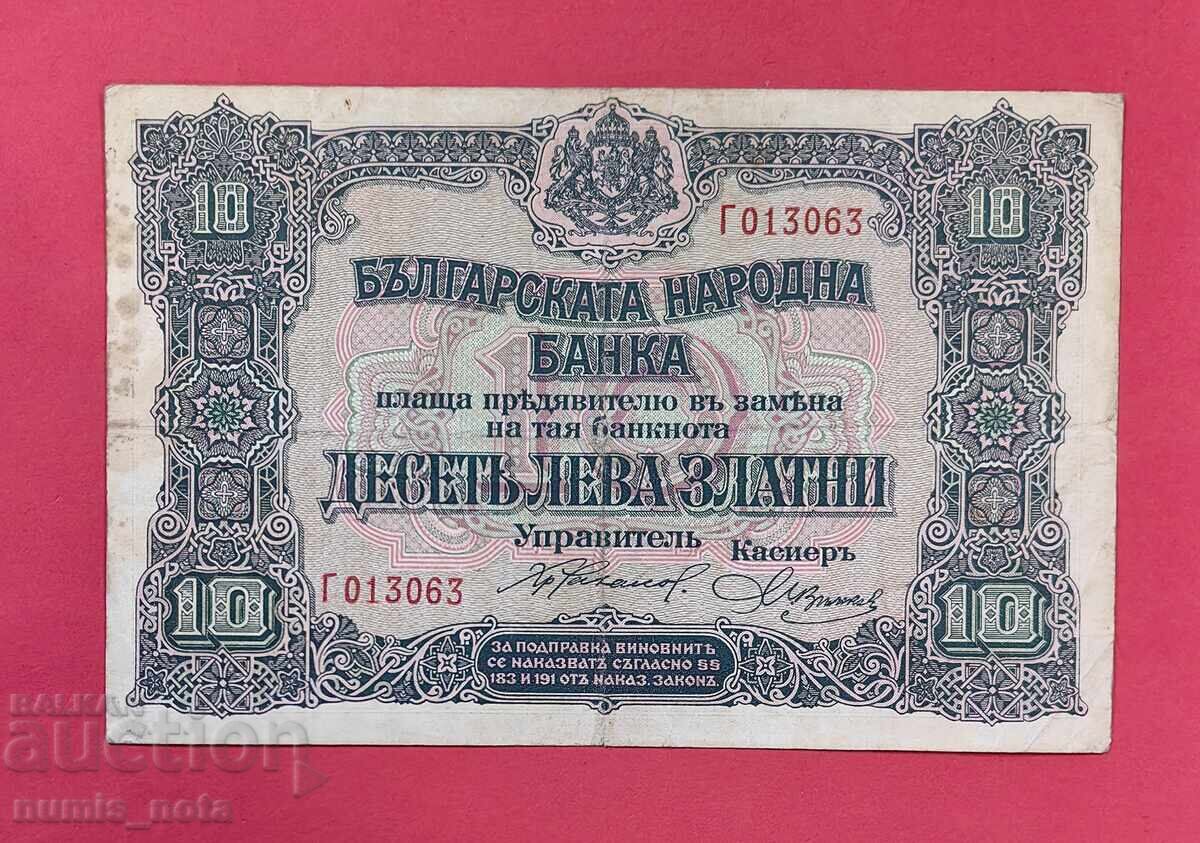 10 10
Г013063
БЪЛГАРСКАТА НАРОДНА
БАНКА
плаща прѣдявителю въ замѣна
на тая банкнота
ДЕСЕТЬ ЛЕВА ЗЛАТНИ
Управитель Касиеръ
Г013063
10 10
ЗА ПОДПРАВКА ВИНОВНИТѢ
СЕ НАКАЗВАТЪ СЪГЛАСНО §§
183 И 191 ОТЪ НАКАЗ. ЗАКОНЪ.
BALKAN
auction
numis_nota